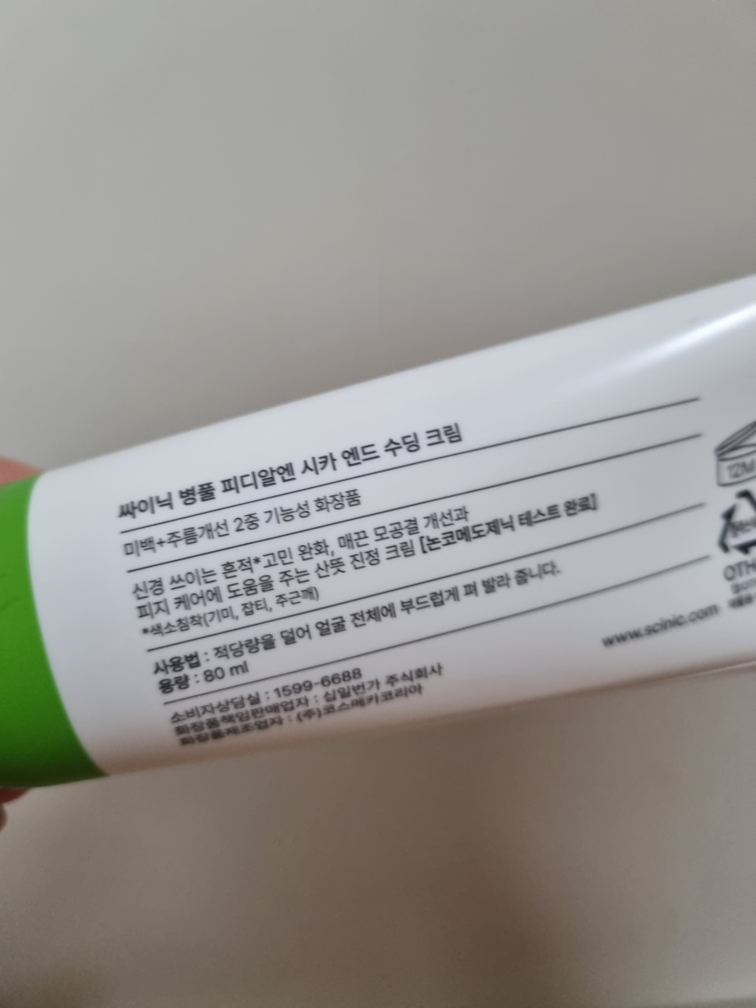 싸이닉 병풀 피디알엔 시카 엔드 수딩 크림
미백+주름개선 2중 기능성 화장품
신경 쓰이는 흔적*고민 완화, 매끈 모공결 개선과
피지 케어에 도움을 주는 산뜻 진정 크림 [논코메도제닉 테스트 완료]
*색소침착(기미, 잡티, 주근깨)
사용법 : 적당량을 덜어 얼굴 전체에 부드럽게 펴 발라 줍니다.
용량 : 80 ml
www.scinic.com
소비자상담실 : 1599-6688
화장품책임판매업자 : 십일번가 주식회사
화장품제조업자 : (주)코스메카코리아
12M
OTH